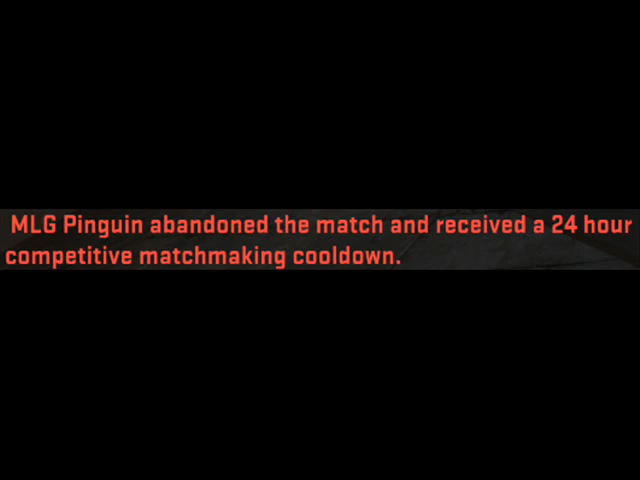 MLG Pinguin abandoned the match and received a 24 hour
competitive matchmaking cooldown.